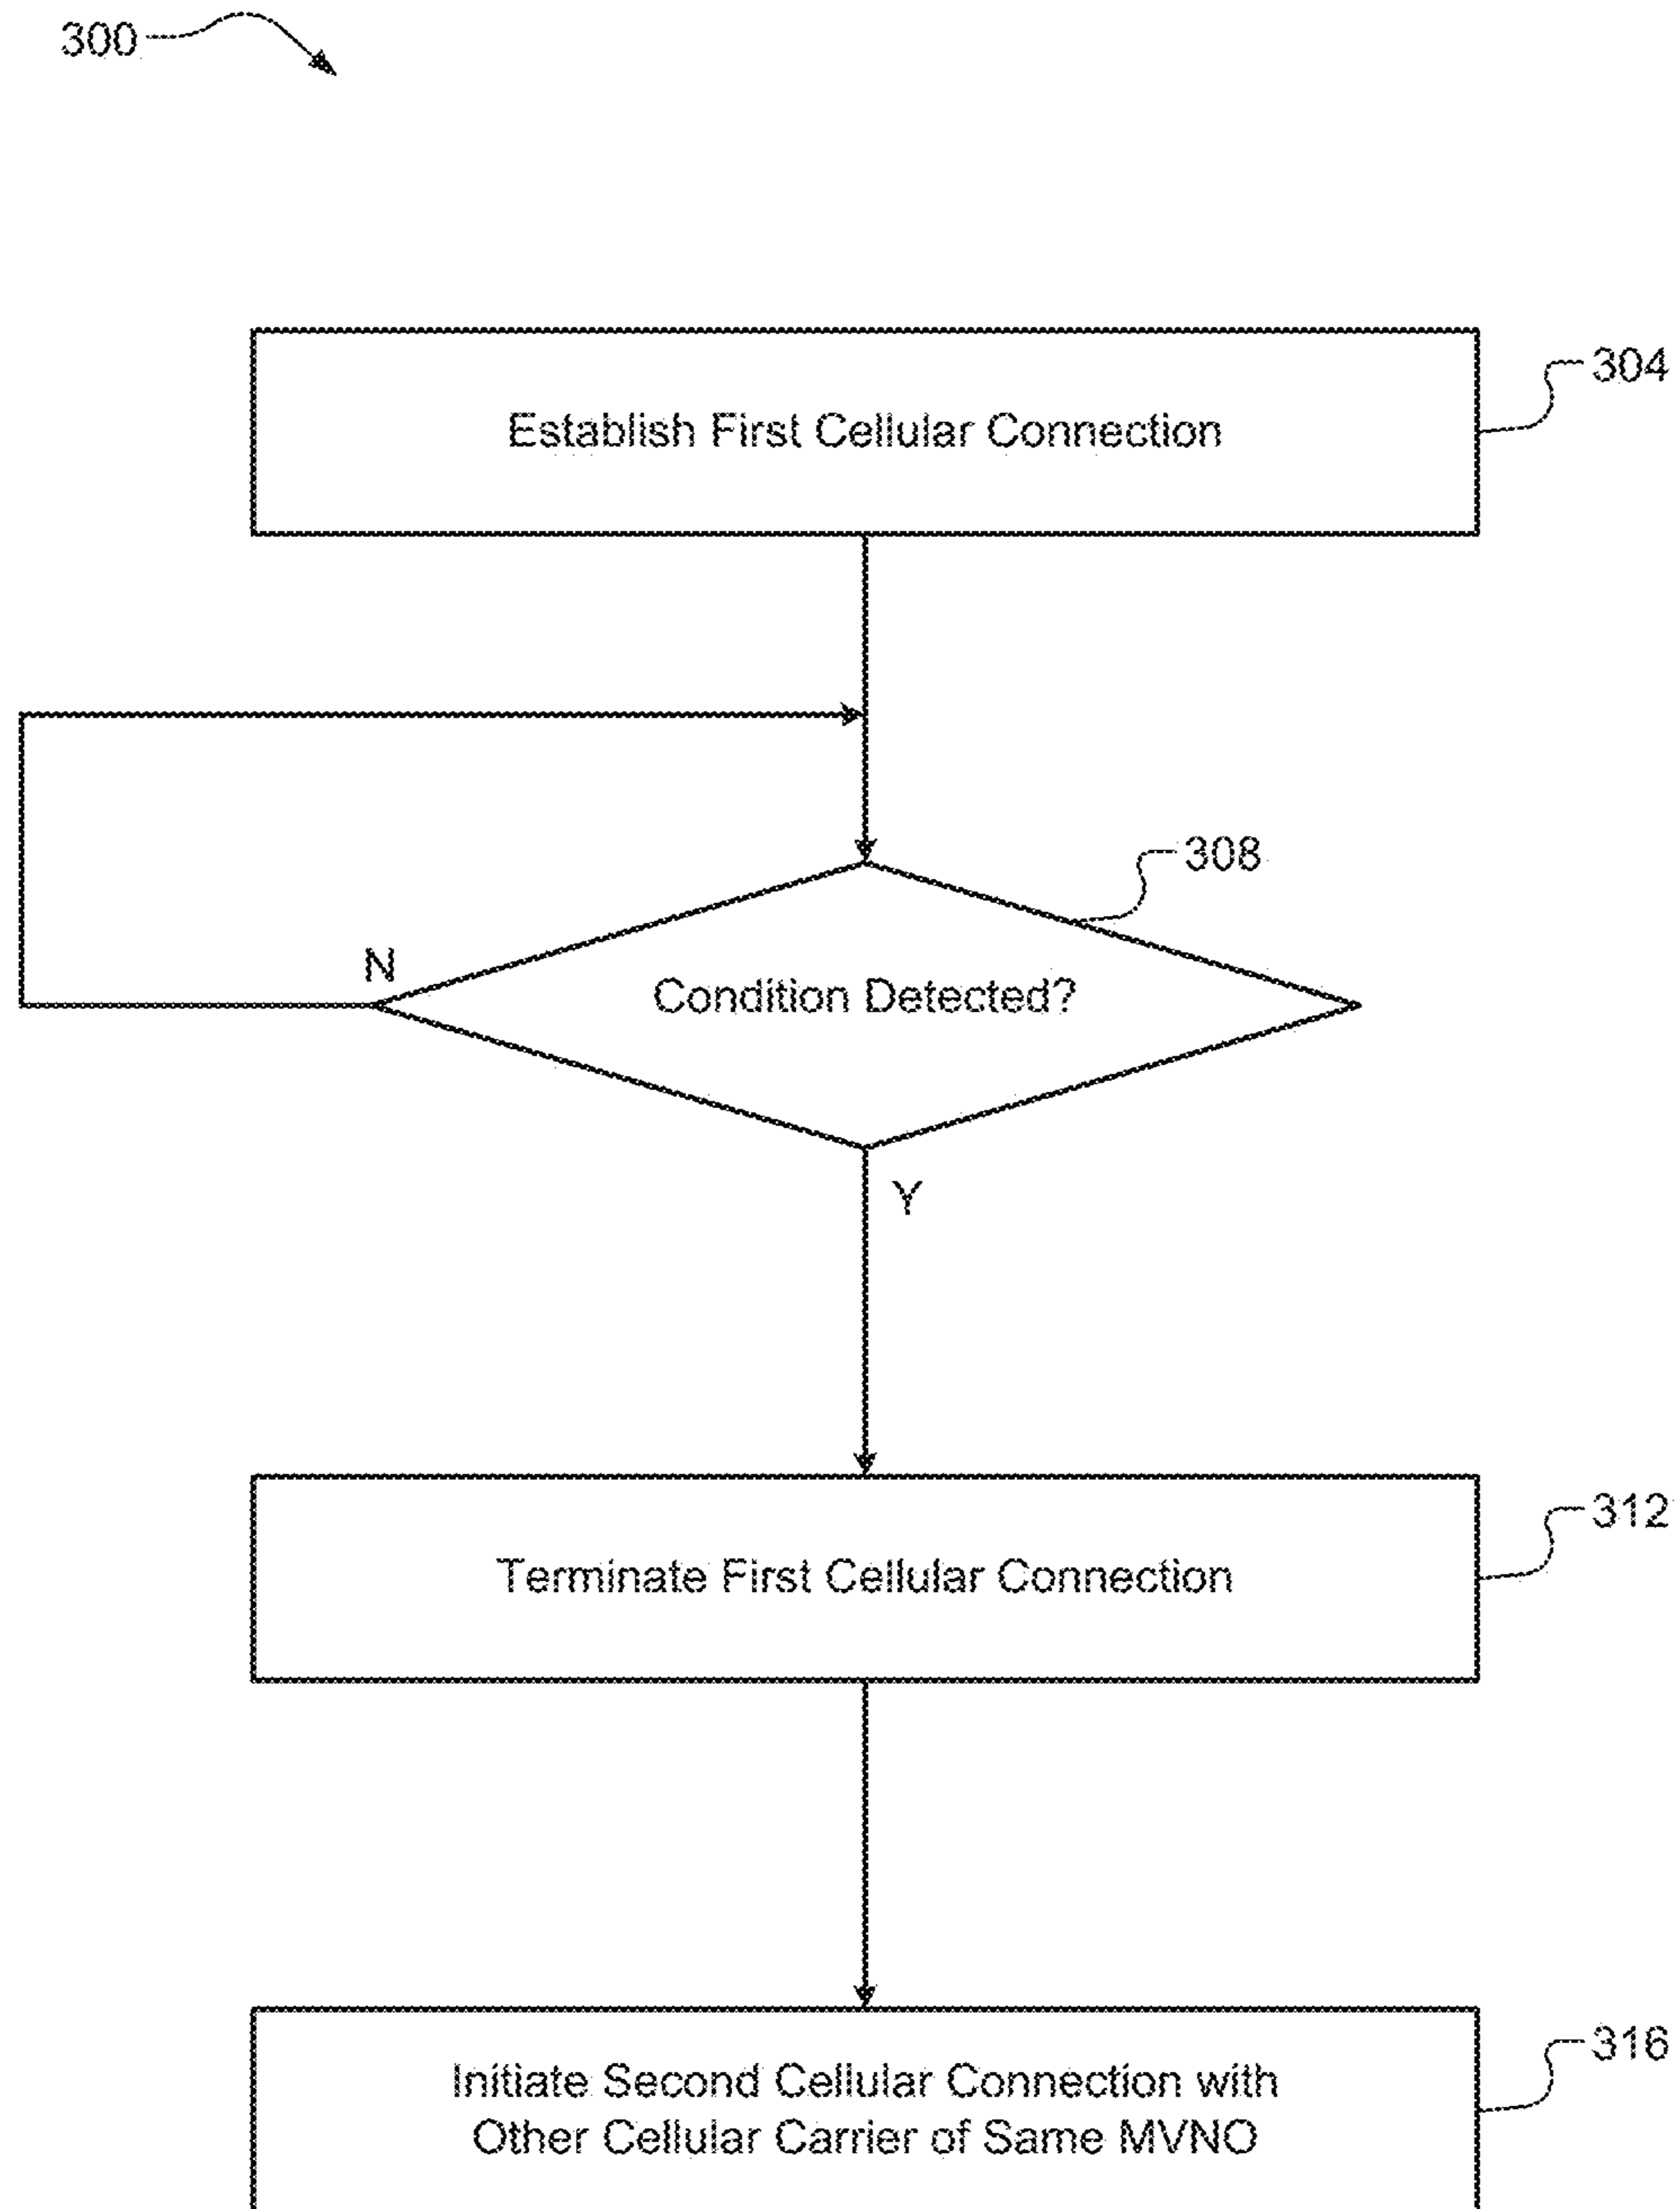 300
304
Establish First Cellular Connection
308
N
Condition Detected?
Y
312
Terminate First Cellular Connection
316
Initiate Second Cellular Connection with
Other Cellular Carrier of Same MVNO